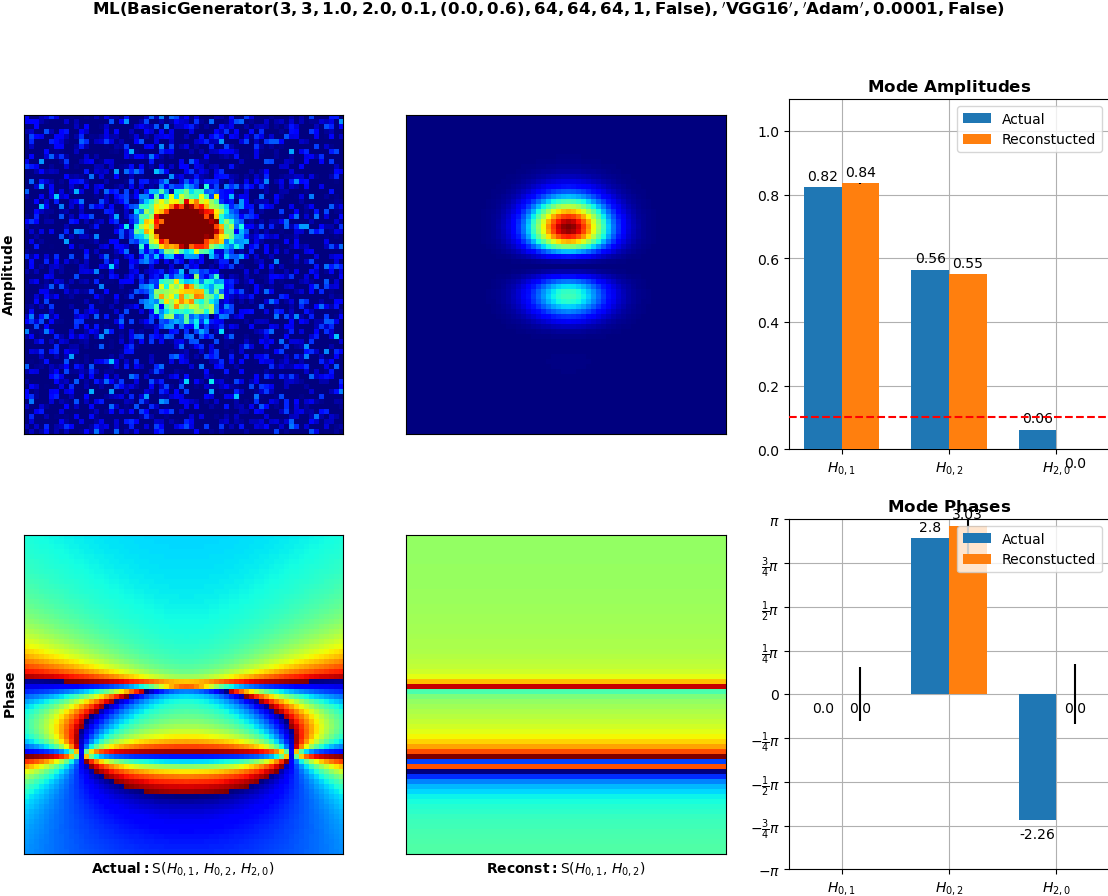 ML(BasicGenerator(3, 3, 1.0, 2.0, 0.1, (0.0, 0.6), 64, 64, 64, 1, False), 'VGG16', 'Adam', 0.0001, False)
Amplitude
Mode Amplitudes
Actual
Reconstucted
1.0
0.8
0.6
0.4
0.2
0.0
0.82
0.84
0.56
0.55
0.06
0.0
H0,1
H0,2
H2,0
Phase
Actual: S(H0,1, H0,2, H2,0)
Reconst: S(H0,1, H0,2)
Mode Phases
Actual
Reconstucted
π
3/4π
1/2π
1/4π
0
−1/4π
−1/2π
−3/4π
−π
0.0
0.0
2.8
3.03
-2.26
0.0
H0,1
H0,2
H2,0